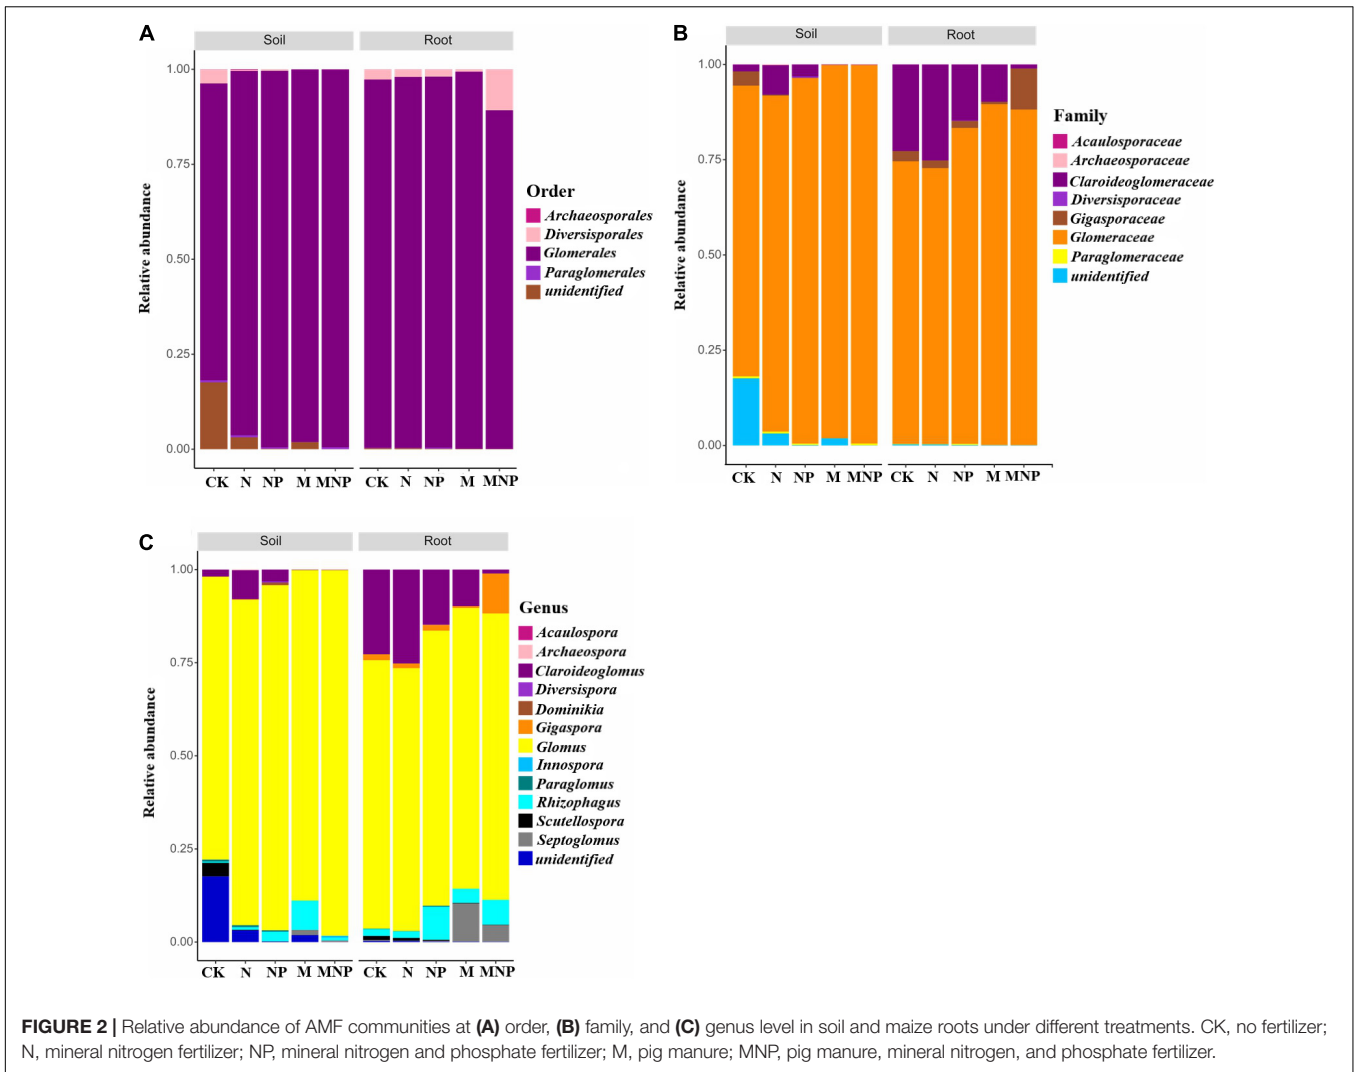 A
Soil Root
1.00
0.75
0.50
0.25
0.00
Relative abundance
CK N NP M MNP CK N NP M MNP
Order
Archaeosporales
Diversisporales
Glomerales
Paraglomerales
unidentified
B
Soil Root
1.00
0.75
0.50
0.25
0.00
Relative abundance
CK N NP M MNP CK N NP M MNP
Family
Acaulosporaceae
Archaeosporaceae
Claroideoglomeraceae
Diversisporaceae
Gigasporaceae
Glomeraceae
Paraglomeraceae
unidentified
C
Soil Root
1.00
0.75
0.50
0.25
0.00
Relative abundance
CK N NP M MNP CK N NP M MNP
Genus
Acaulospora
Archaeospora
Claroideoglomus
Diversispora
Dominikia
Gigaspora
Glomus
Innospora
Paraglomus
Rhizophagus
Scutellospora
Septoglomus
unidentified
FIGURE 2 | Relative abundance of AMF communities at (A) order, (B) family, and (C) genus level in soil and maize roots under different treatments. CK, no fertilizer;
N, mineral nitrogen fertilizer; NP, mineral nitrogen and phosphate fertilizer; M, pig manure; MNP, pig manure, mineral nitrogen, and phosphate fertilizer.